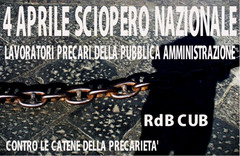 4 APRILE SCIOPERO NAZIONALE
LAVORATORI PRECARI DELLA PUBBLICA AMMINISTRAZIONE
RdB CUB
CONTRO LE CATENE DELLA PRECARIETA'